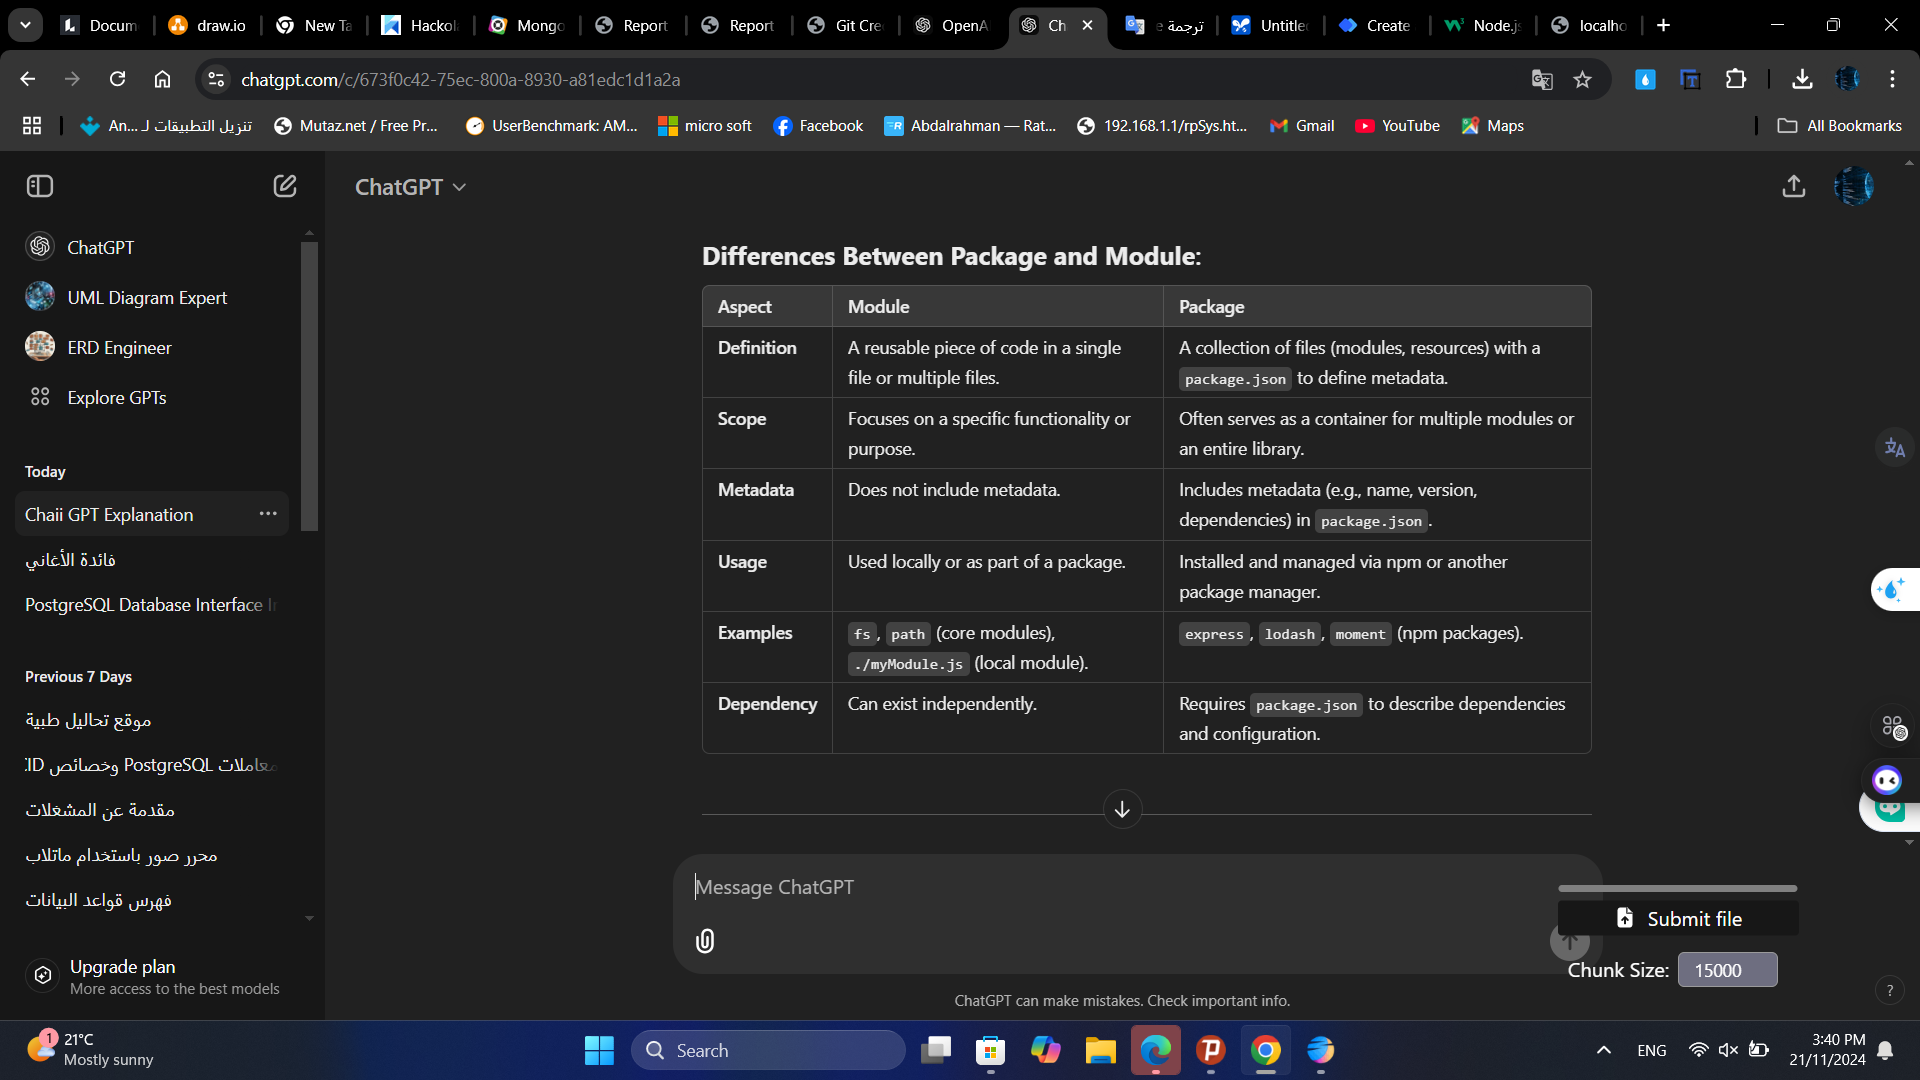 Docum
draw.io
New Ta
Hackol
Mongo
Report
Report
Git Cre
OpenA
Ch
ترجمة e
Untitle
Create
Node.js
localho
chatgpt.com/c/673f0c42-75ec-800a-8930-a81edc1d1a2a
تنزيل التطبيقات لـ An...
Mutaz.net / Free Pr...
UserBenchmark: AM...
micro soft
Facebook
Abdalrahman — Rat...
192.168.1.1/rpSys.ht...
Gmail
YouTube
Maps
All Bookmarks
ChatGPT
ChatGPT
UML Diagram Expert
ERD Engineer
Explore GPTs
Today
Chaii GPT Explanation
فائدة الأغاني
PostgreSQL Database Interface
Previous 7 Days
موقع تحاليل طبية
معاملات PostgreSQL وخصائص ID:
مقدمة عن المشغلات
محرر صور باستخدام ماتلاب
فهرس قواعد البيانات
Upgrade plan
More access to the best models
Differences Between Package and Module:
Aspect Module Package
Definition A reusable piece of code in a single A collection of files (modules, resources) with a
file or multiple files. package.json to define metadata.
Scope Focuses on a specific functionality or Often serves as a container for multiple modules or
purpose. an entire library.
Metadata Does not include metadata. Includes metadata (e.g., name, version,
dependencies) in package.json.
Usage Used locally or as part of a package. Installed and managed via npm or another
package manager.
Examples fs, path (core modules), express, lodash, moment (npm packages).
./myModule.js (local module).
Dependency Can exist independently. Requires package.json to describe dependencies
and configuration.
Message ChatGPT
Submit file
Chunk Size: 15000
ChatGPT can make mistakes. Check important info.
?
1
21°C
Mostly sunny
Search
ENG
3:40 PM
21/11/2024